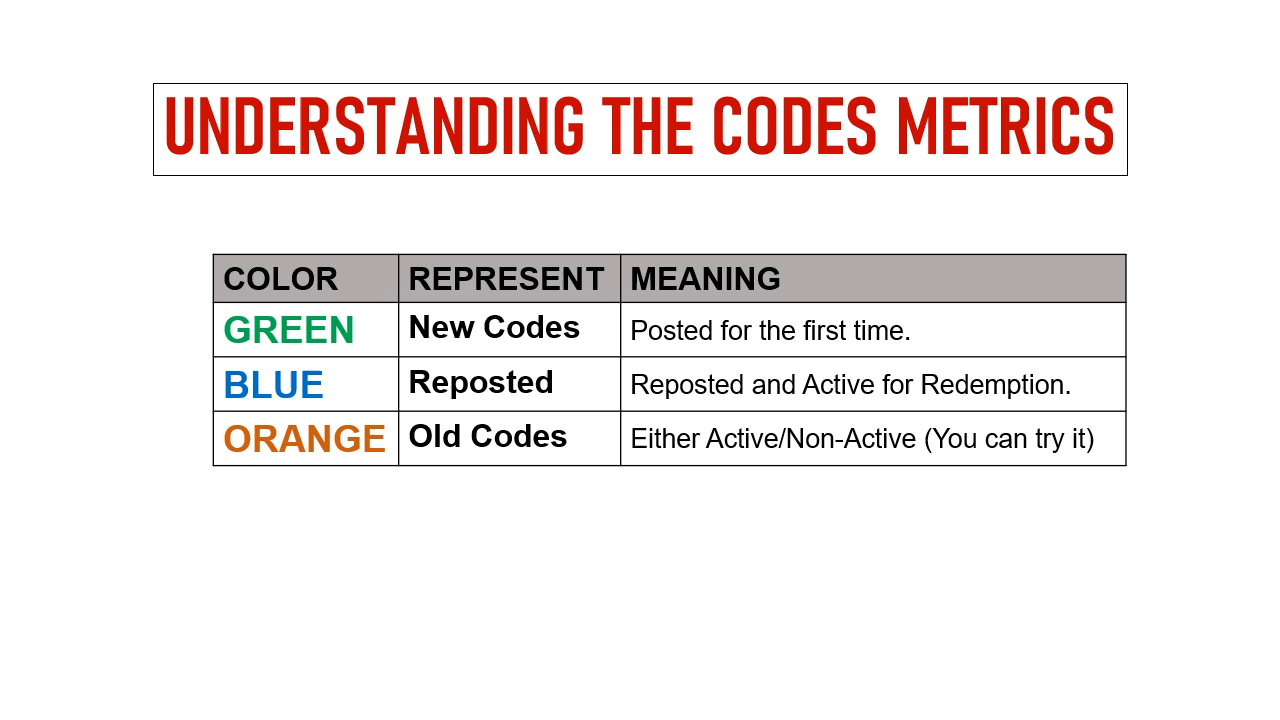 UNDERSTANDING THE CODES METRICS
COLOR REPRESENT MEANING
GREEN New Codes Posted for the first time.
BLUE Reposted Reposted and Active for Redemption.
ORANGE Old Codes Either Active/Non-Active (You can try it)